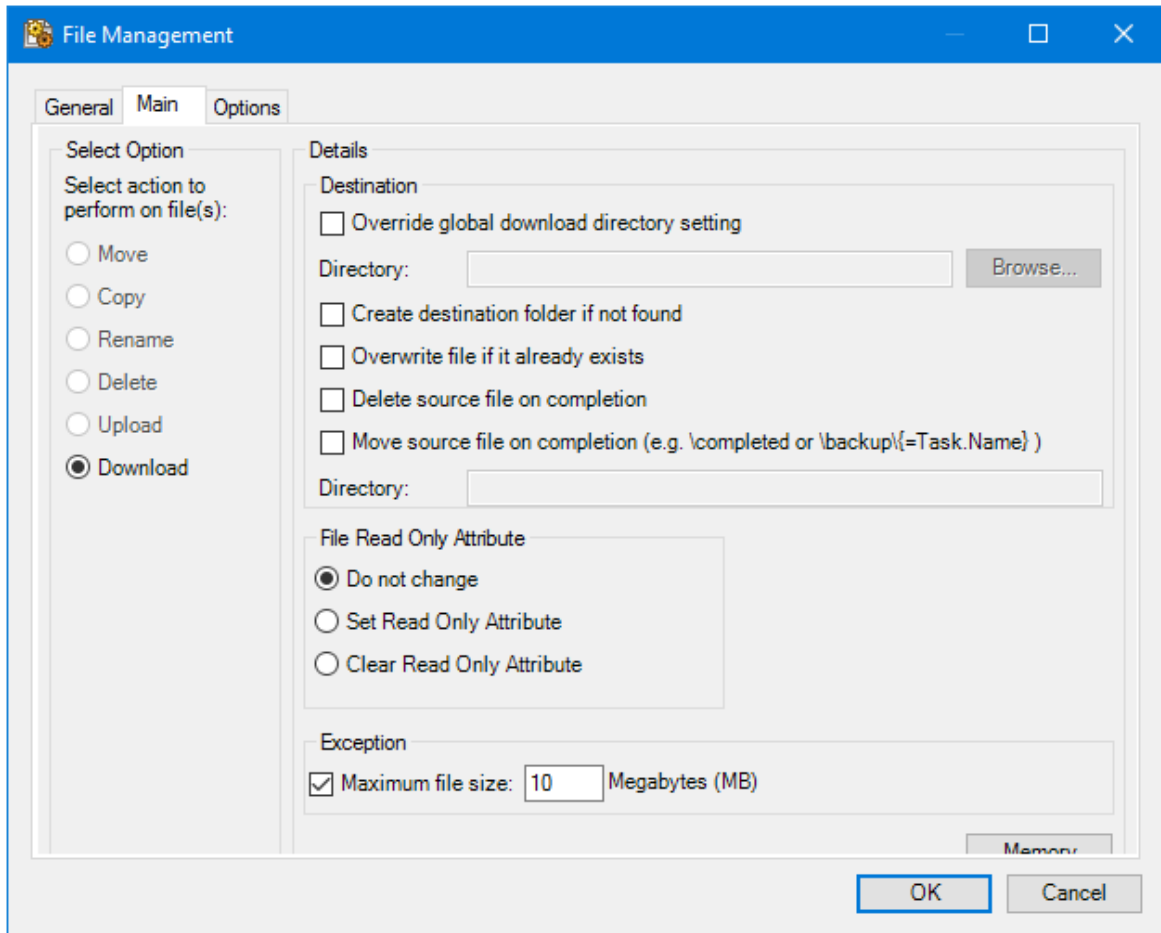 File Management
General Main Options
Select Option
Select action to
perform on file(s):
Move
Copy
Rename
Delete
Upload
Download
Details
Destination
Override global download directory setting
Directory: Browse...
Create destination folder if not found
Overwrite file if it already exists
Delete source file on completion
Move source file on completion (e.g. \completed or \backup\{=Task.Name} )
Directory:
File Read Only Attribute
Do not change
Set Read Only Attribute
Clear Read Only Attribute
Exception
Maximum file size: 10 Megabytes (MB)
Memory
OK Cancel